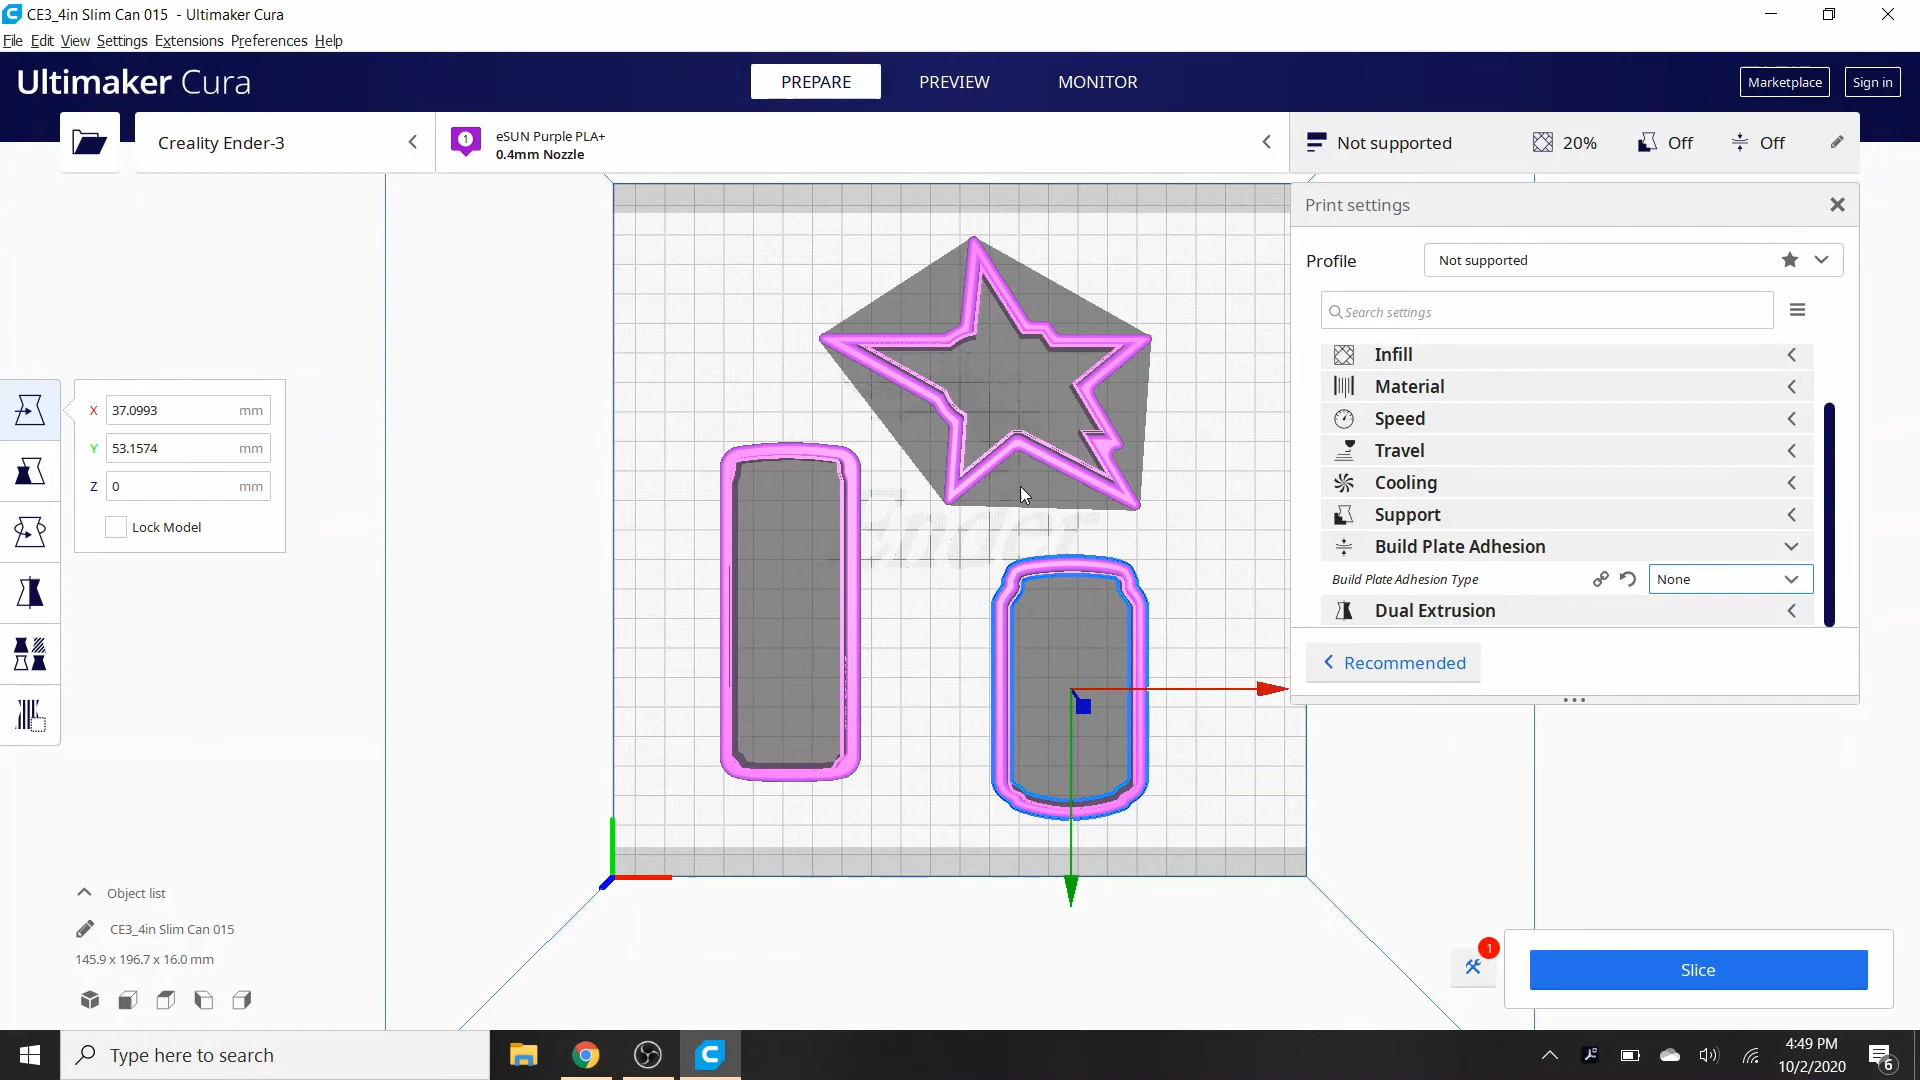 CE3_4in Slim Can 015 - Ultimaker Cura
File Edit View Settings Extensions Preferences Help
Ultimaker Cura
PREPARE
PREVIEW
MONITOR
Marketplace
Sign in
Creality Ender-3
1
eSUN Purple PLA+
0.4mm Nozzle
Not supported
20%
Off
Off
Print settings
Profile
Not supported
Search settings
Infill
Material
Speed
Travel
Cooling
Support
Build Plate Adhesion
Build Plate Adhesion Type
None
Dual Extrusion
Recommended
X 37.0993 mm
Y 53.1574 mm
Z 0 mm
Lock Model
Ender
Object list
CE3_4in Slim Can 015
145.9 x 196.7 x 16.0 mm
1
Slice
Type here to search
4:49 PM
10/2/2020
6